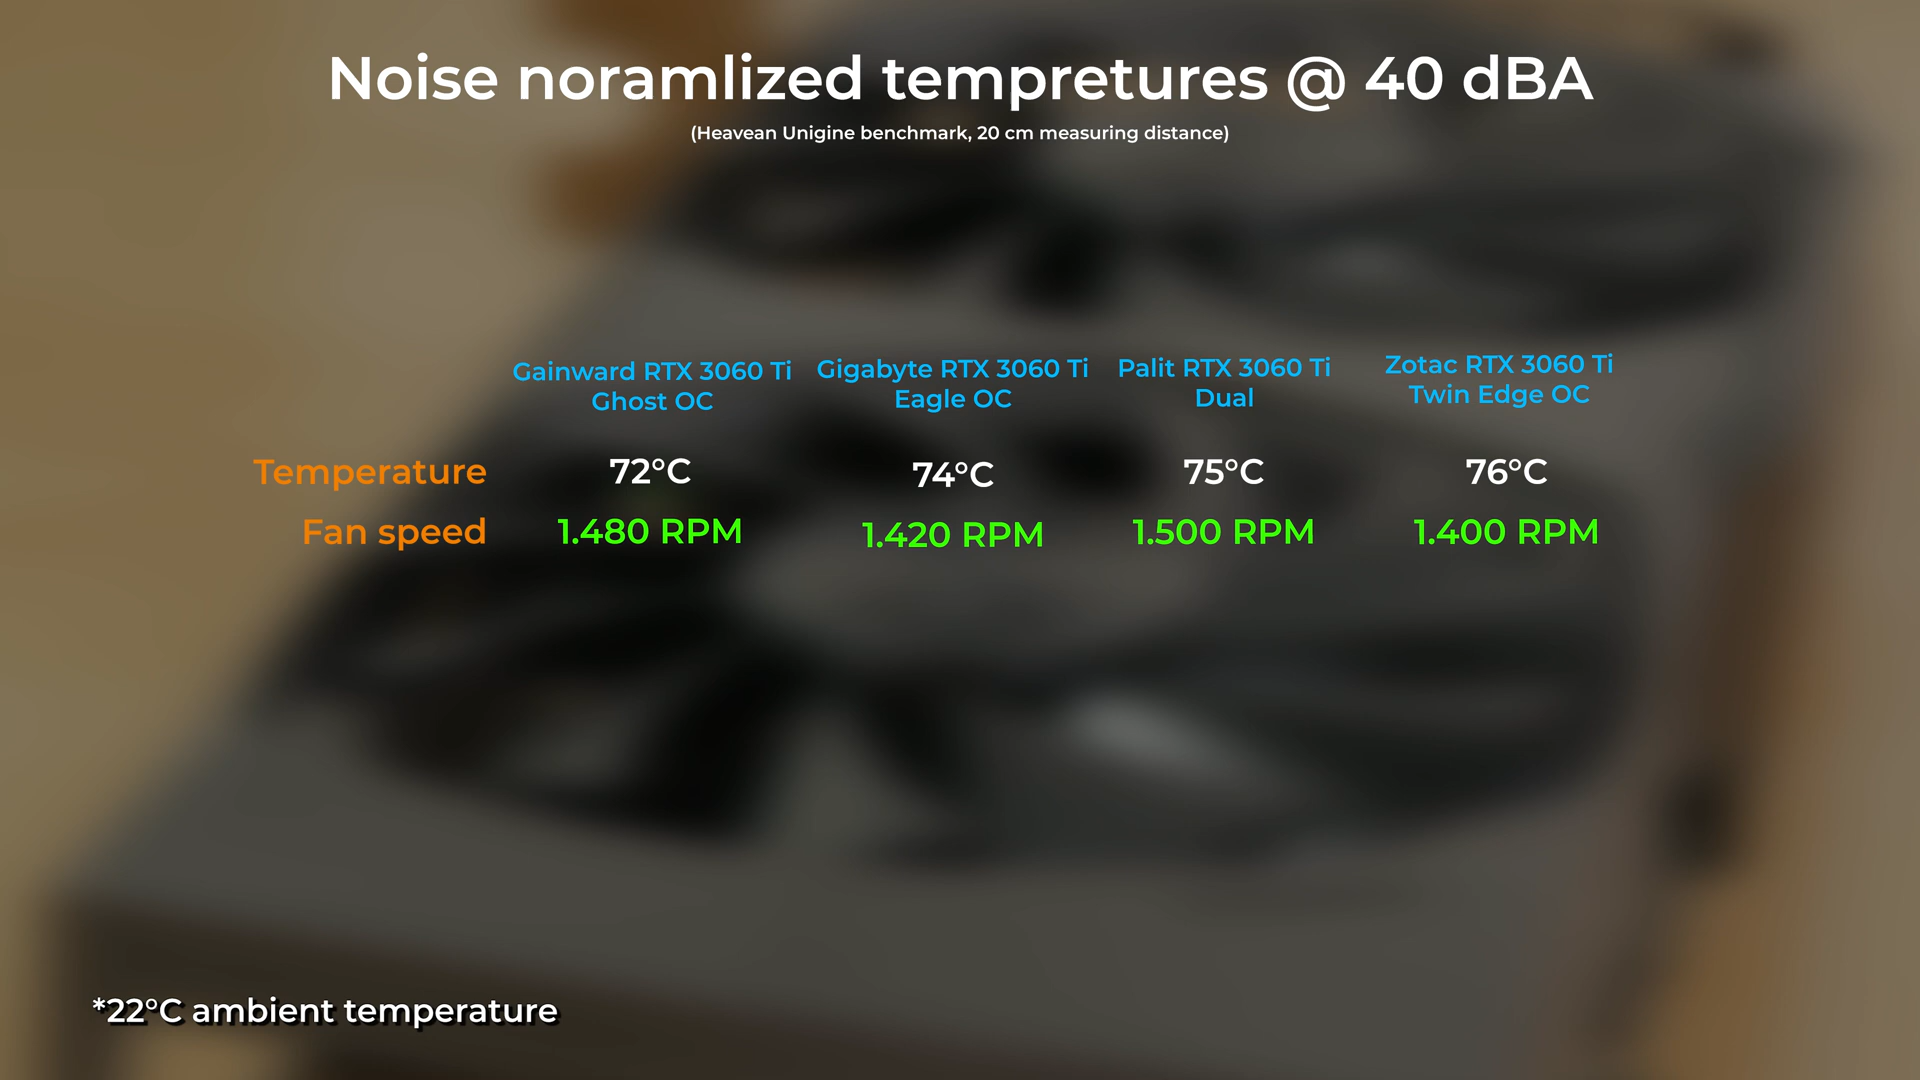 Noise noramlized tempretures @ 40 dBA
(Heavean Unigine benchmark, 20 cm measuring distance)
Gainward RTX 3060 Ti
Ghost OC
Gigabyte RTX 3060 Ti
Eagle OC
Palit RTX 3060 Ti
Dual
Zotac RTX 3060 Ti
Twin Edge OC
Temperature 72°C 74°C 75°C 76°C
Fan speed 1.480 RPM 1.420 RPM 1.500 RPM 1.400 RPM
*22°C ambient temperature